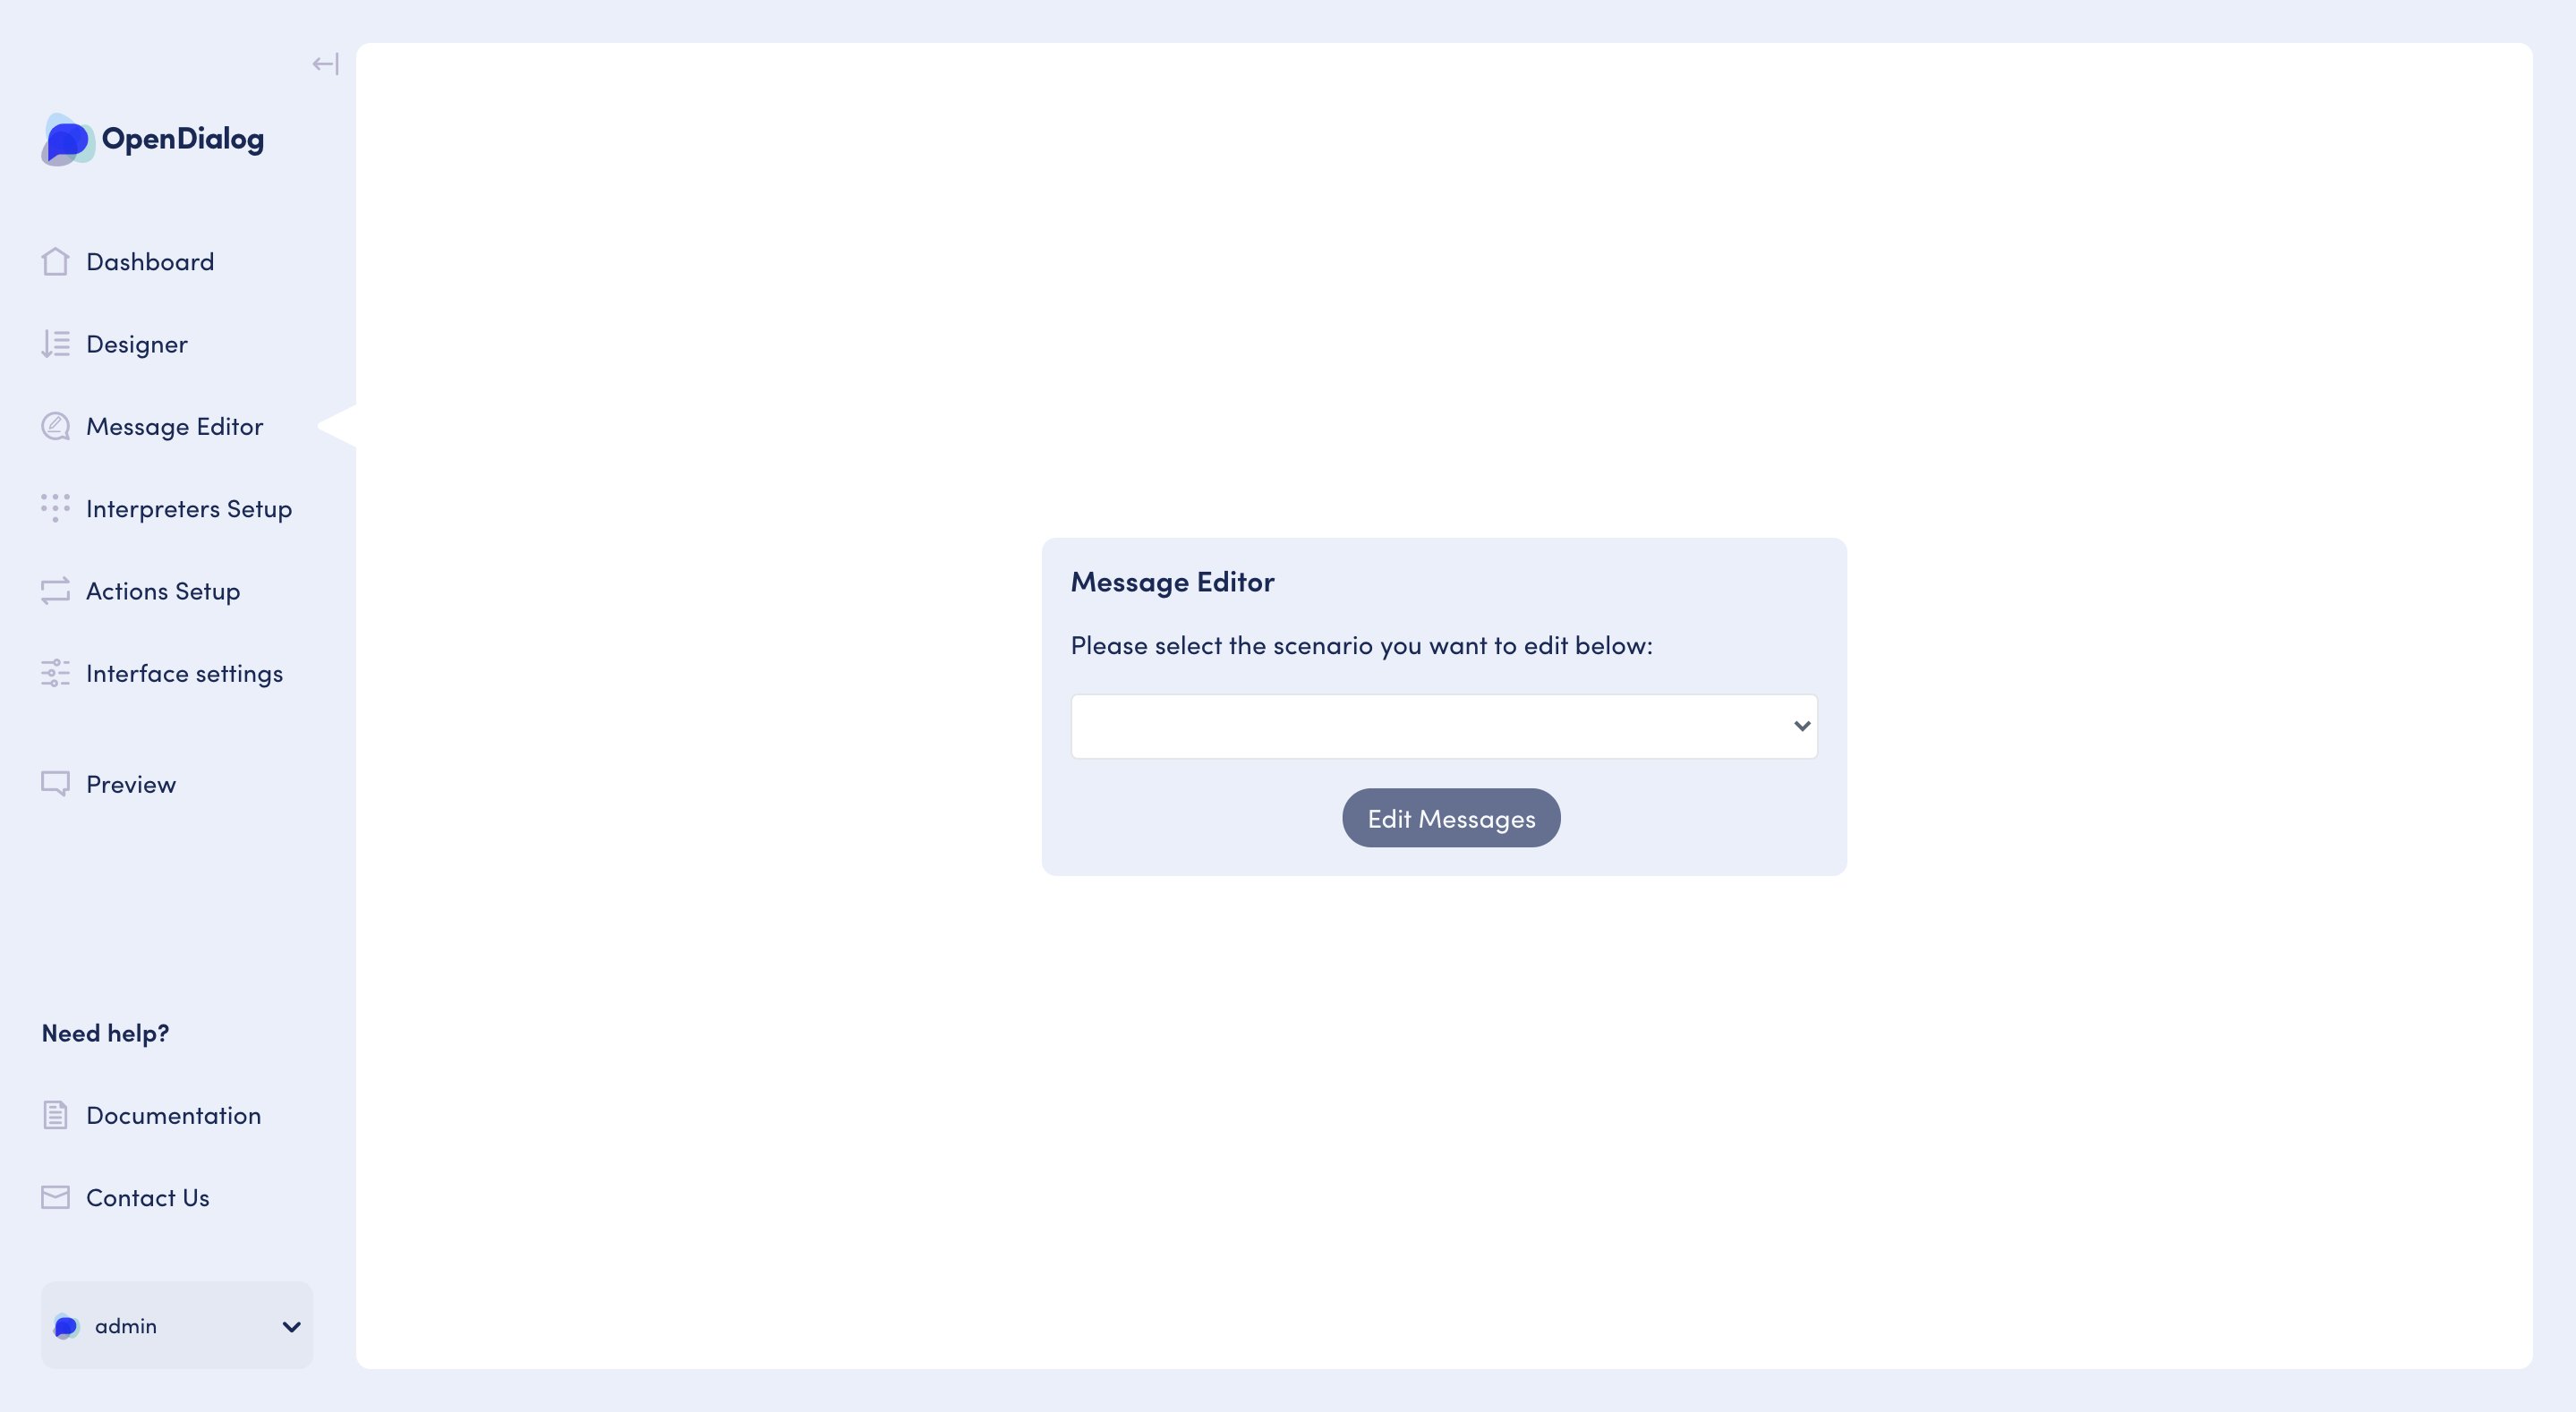 OpenDialog
Dashboard
Designer
Message Editor
Interpreters Setup
Actions Setup
Interface settings
Preview
Need help?
Documentation
Contact Us
admin
Message Editor
Please select the scenario you want to edit below:
Edit Messages